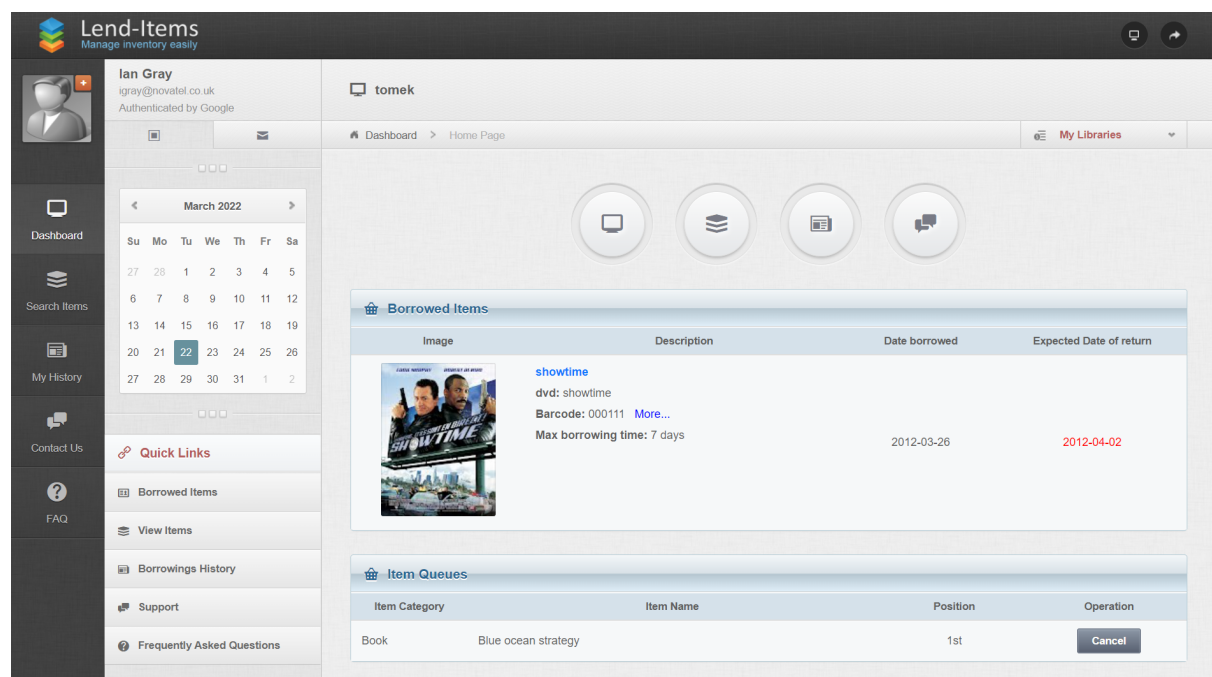 Lend-Items
Manage inventory easily
Ian Gray
igray@novatel.co.uk
Authenticated by Google
tomek
Dashboard > Home Page
My Libraries
Dashboard
Search Items
My History
Contact Us
FAQ
March 2022
Su Mo Tu We Th Fr Sa
27 28 1 2 3 4 5
6 7 8 9 10 11 12
13 14 15 16 17 18 19
20 21 22 23 24 25 26
27 28 29 30 31 1 2
Quick Links
Borrowed Items
View Items
Borrowings History
Support
Frequently Asked Questions
Borrowed Items
Image Description Date borrowed Expected Date of return
SHOWTIME
showtime
dvd: showtime
Barcode: 000111 More...
Max borrowing time: 7 days
2012-03-26 2012-04-02
Item Queues
Item Category Item Name Position Operation
Book Blue ocean strategy 1st Cancel